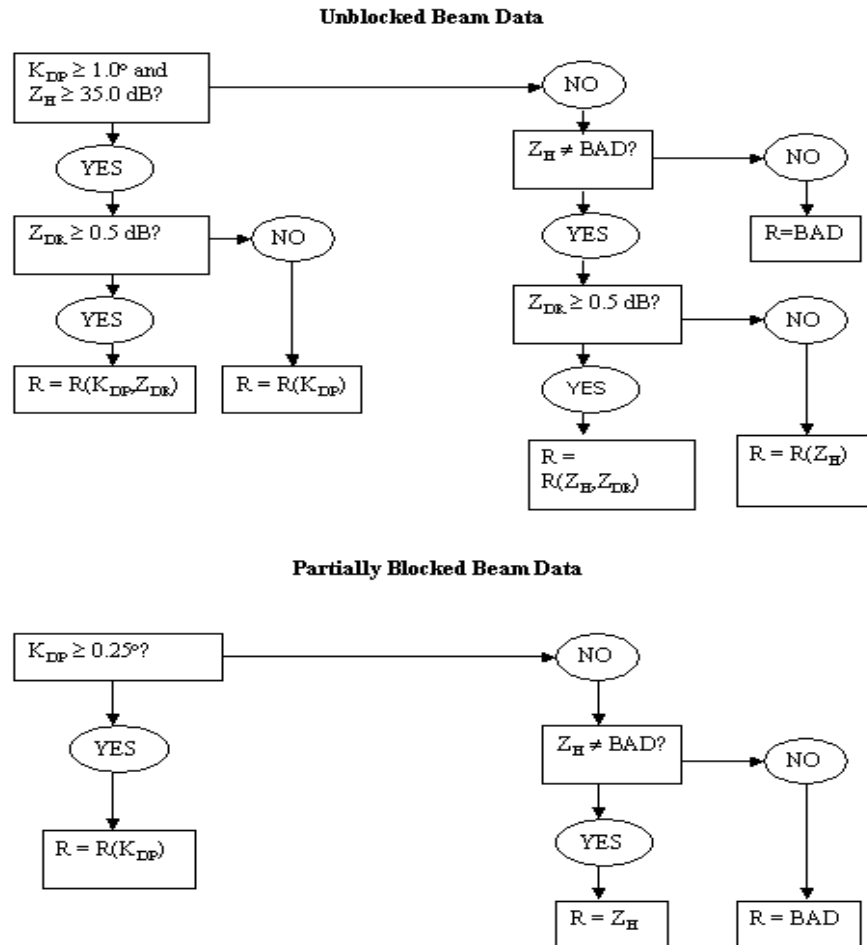 Unblocked Beam Data
K_DP ≥ 1.0° and
Z_H ≥ 35.0 dB?
NO
YES
Z_H ≠ BAD?
NO
Z_DR ≥ 0.5 dB?
NO
YES
R=BAD
YES
Z_DR ≥ 0.5 dB?
NO
R = R(K_DP,Z_DR)
R = R(K_DP)
YES
R =
R(Z_H,Z_DR)
R = R(Z_H)
Partially Blocked Beam Data
K_DP ≥ 0.25°?
NO
YES
Z_H ≠ BAD?
NO
R = R(K_DP)
YES
R = Z_H
R = BAD